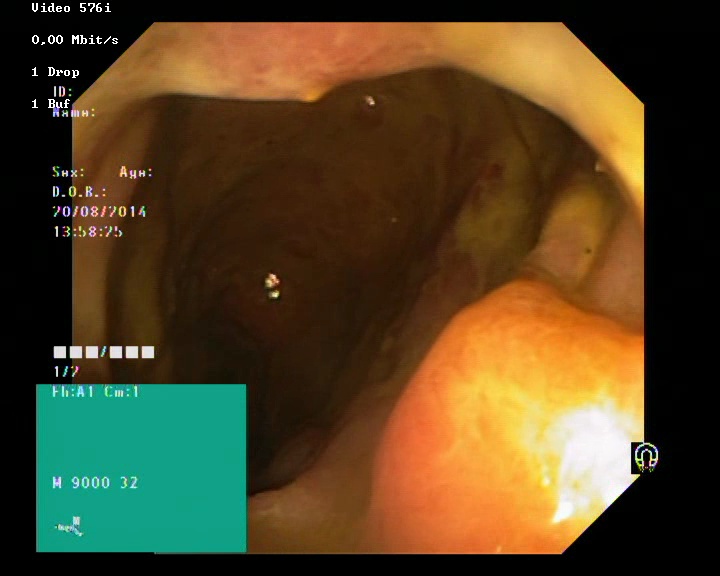 Video 576i
0,00 Mbit/s
1 Drop
ID:
1 Buf
Name:
Sex: Age:
D.O.B.:
20/08/2014
13:58:25
■■■/■■■
1/2
Eh:A1 Cm:1
M 9000 32